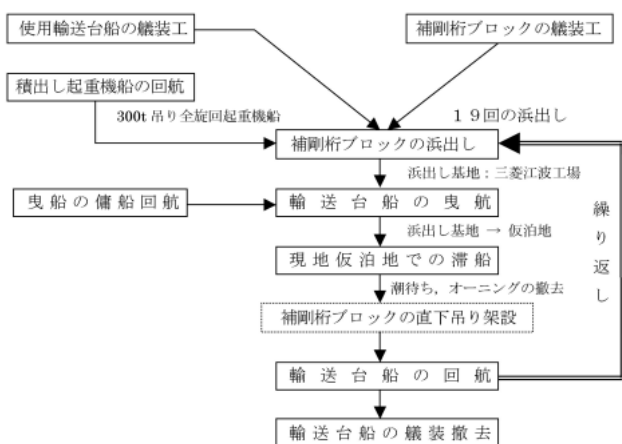 使用輸送台船の艤装工
補剛桁ブロックの艤装工
積出し起重機船の回航
300t 吊り全旋回起重機船
19回の浜出し
補剛桁ブロックの浜出し
浜出し基地；三菱江波工場
曳船の傭船回航
輸送台船の曳航
浜出し基地 → 仮泊地
繰り返し
現地仮泊地での滞船
潮待ち，オーニングの撤去
補剛桁ブロックの直下吊り架設
輸送台船の回航
輸送台船の艤装撤去